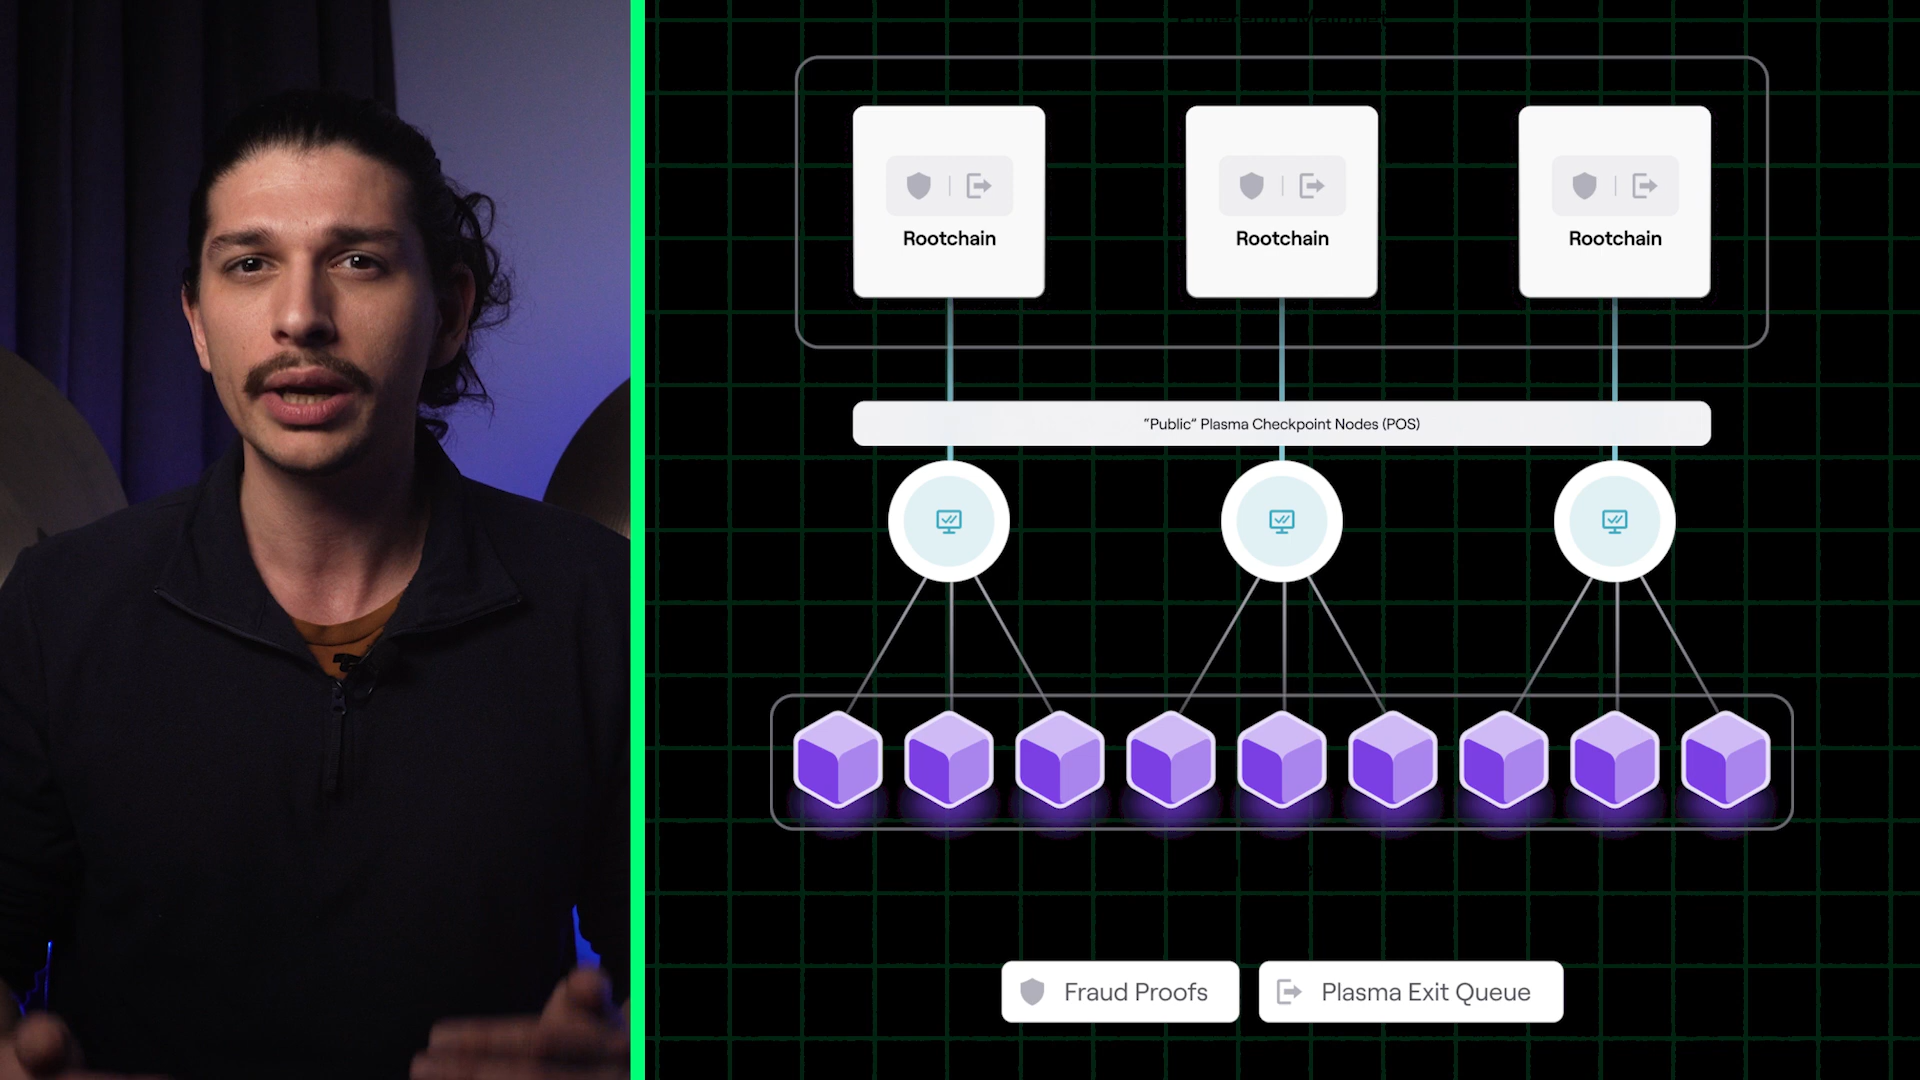 Rootchain
Rootchain
Rootchain
“Public” Plasma Checkpoint Nodes (POS)
Fraud Proofs
Plasma Exit Queue